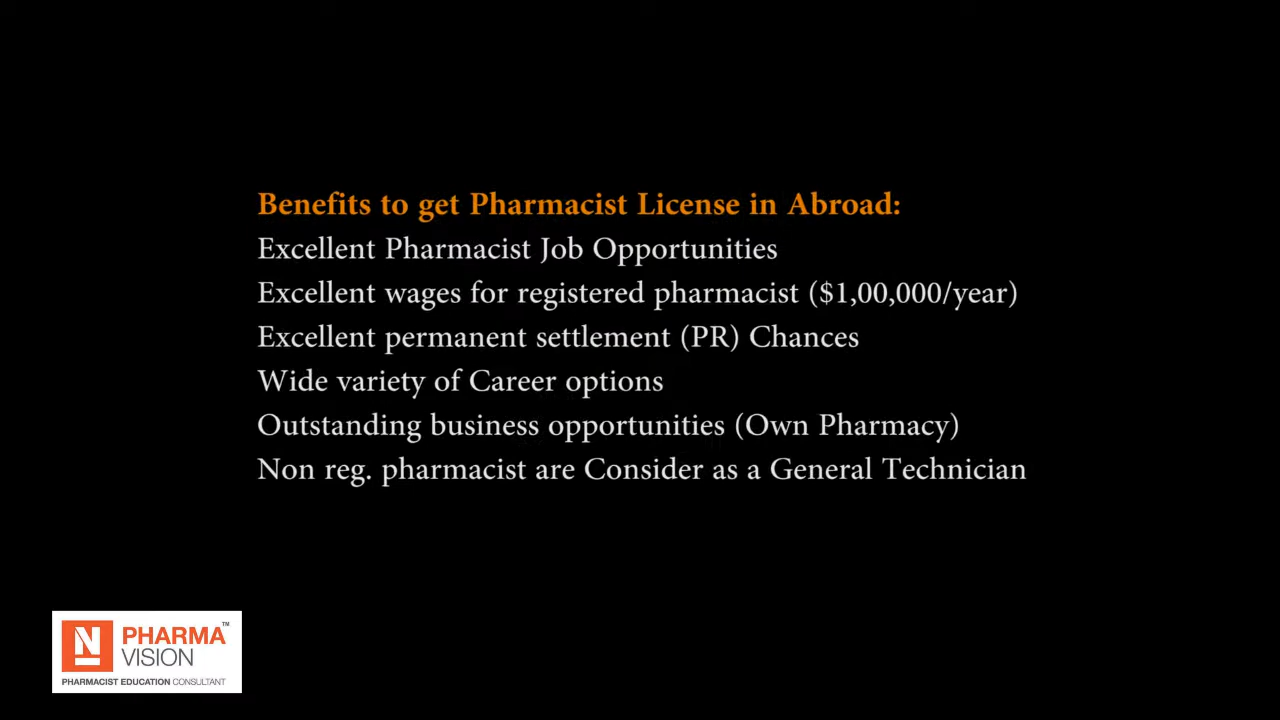 Benefits to get Pharmacist License in Abroad:
Excellent Pharmacist Job Opportunities
Excellent wages for registered pharmacist ($1,00,000/year)
Excellent permanent settlement (PR) Chances
Wide variety of Career options
Outstanding business opportunities (Own Pharmacy)
Non reg. pharmacist are Consider as a General Technician
N PHARMA™
VISION
PHARMACIST EDUCATION CONSULTANT